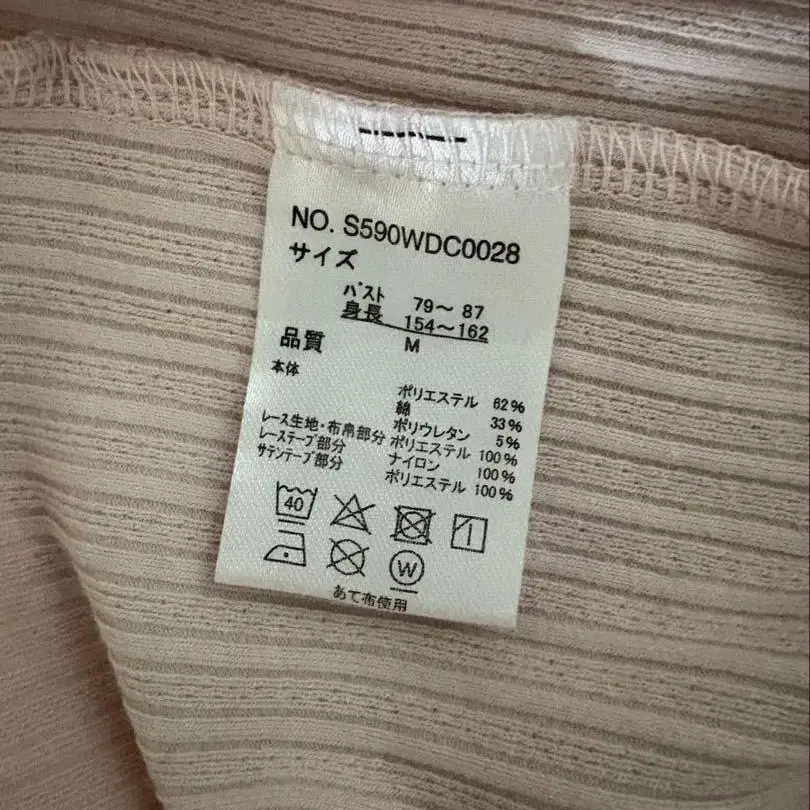 NO. S590WDC0028
サイズ
バスト 79～ 87
身長 154～162
M
品質
本体
ポリエステル 62%
綿 33%
ポリウレタン 5%
レース生地・布帛部分 ポリエステル 100%
レーステープ部分 ナイロン 100%
サテンテープ部分 ポリエステル 100%
40
W
あて布使用